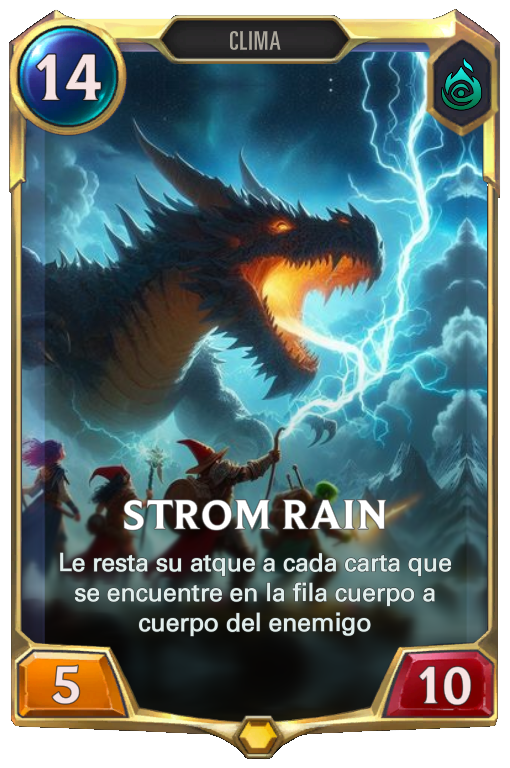 CLIMA
14
STROM RAIN
Le resta su atque a cada carta que
se encuentre en la fila cuerpo a
cuerpo del enemigo
5
10